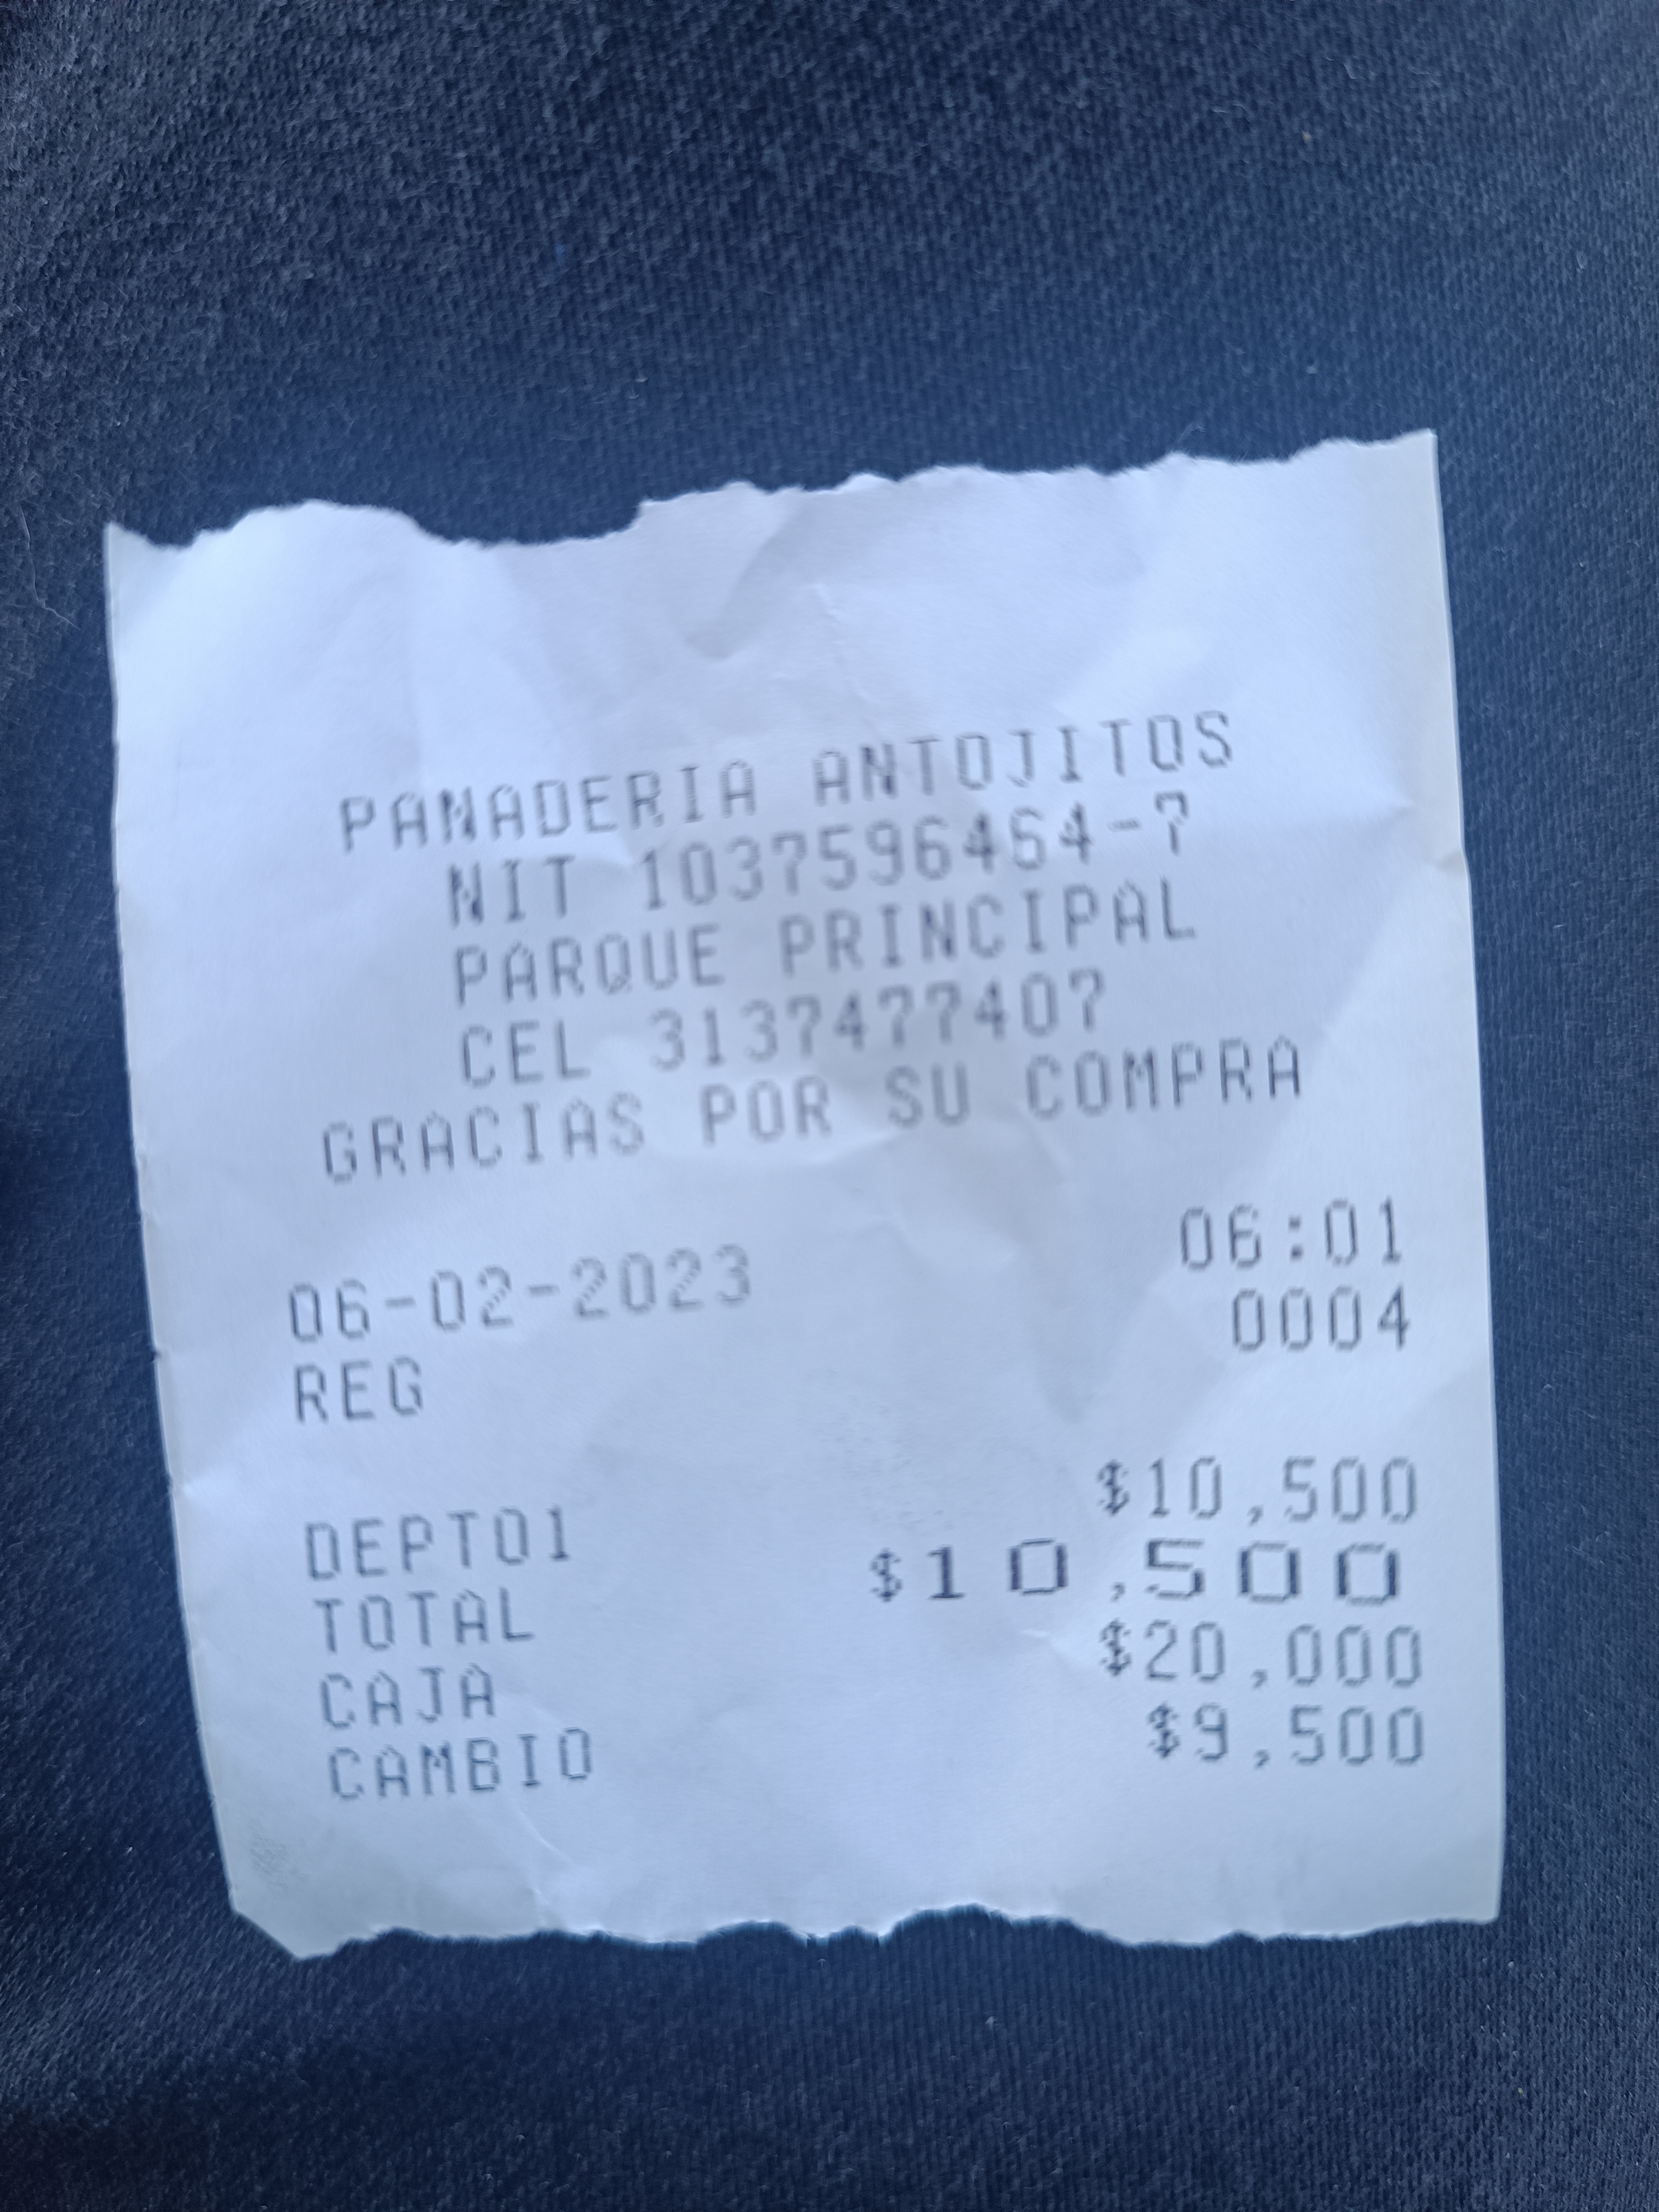 PANADERIA ANTOJITOS
NIT 1037596464-7
PARQUE PRINCIPAL
CEL 3137477407
GRACIAS POR SU COMPRA
06-02-2023 06:01
REG 0004
DEPT01 $10,500
TOTAL $10,500
CAJA $20,000
CAMBIO $9,500